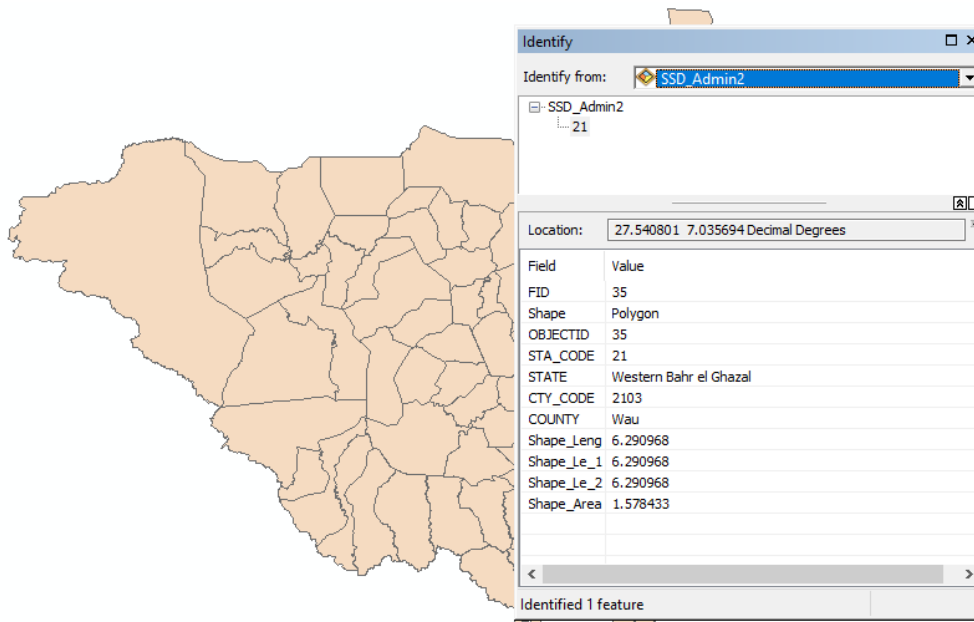 Identify
Identify from: SSD_Admin2
SSD_Admin2
21
Location: 27.540801 7.035694 Decimal Degrees
Field Value
FID 35
Shape Polygon
OBJECTID 35
STA_CODE 21
STATE Western Bahr el Ghazal
CTY_CODE 2103
COUNTY Wau
Shape_Leng 6.290968
Shape_Le_1 6.290968
Shape_Le_2 6.290968
Shape_Area 1.578433
Identified 1 feature